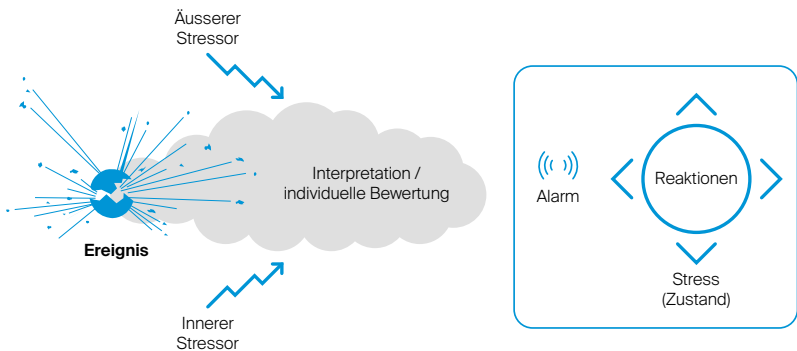 Äusserer
Stressor
Interpretation /
individuelle Bewertung
Ereignis
Innerer
Stressor
Alarm
Reaktionen
Stress
(Zustand)